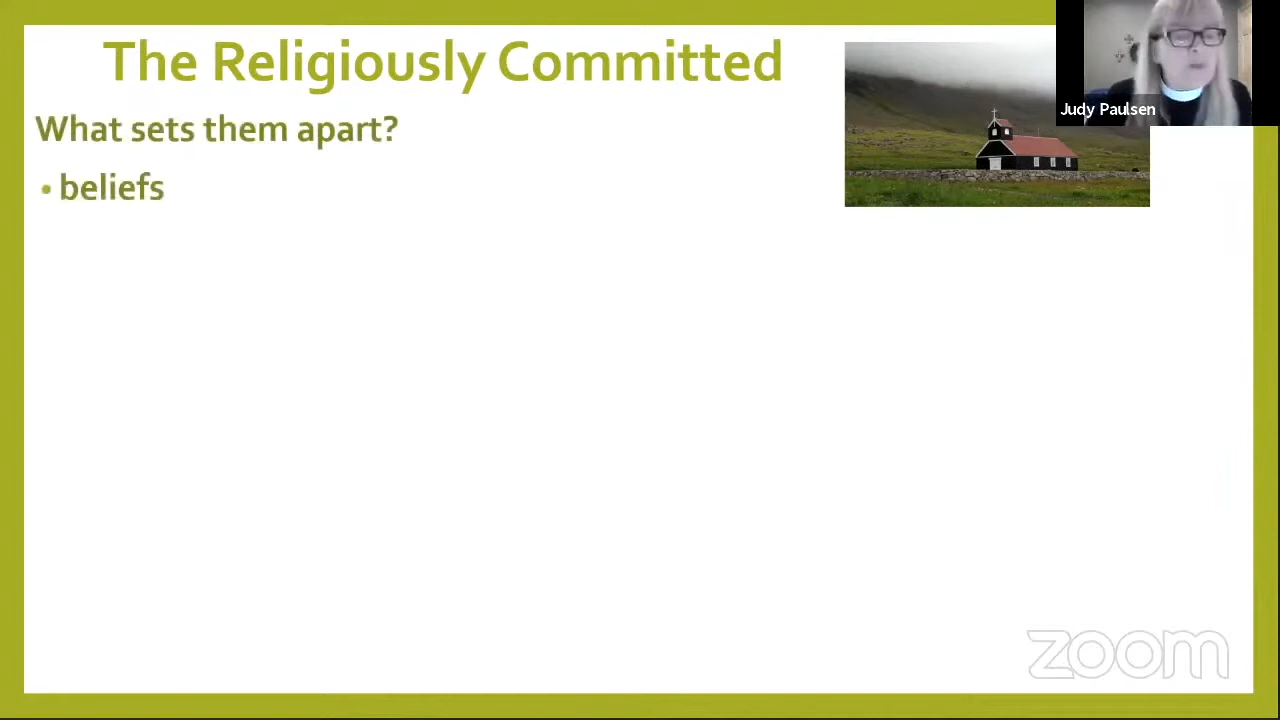 The Religiously Committed
Judy Paulsen
What sets them apart?
• beliefs
zoom